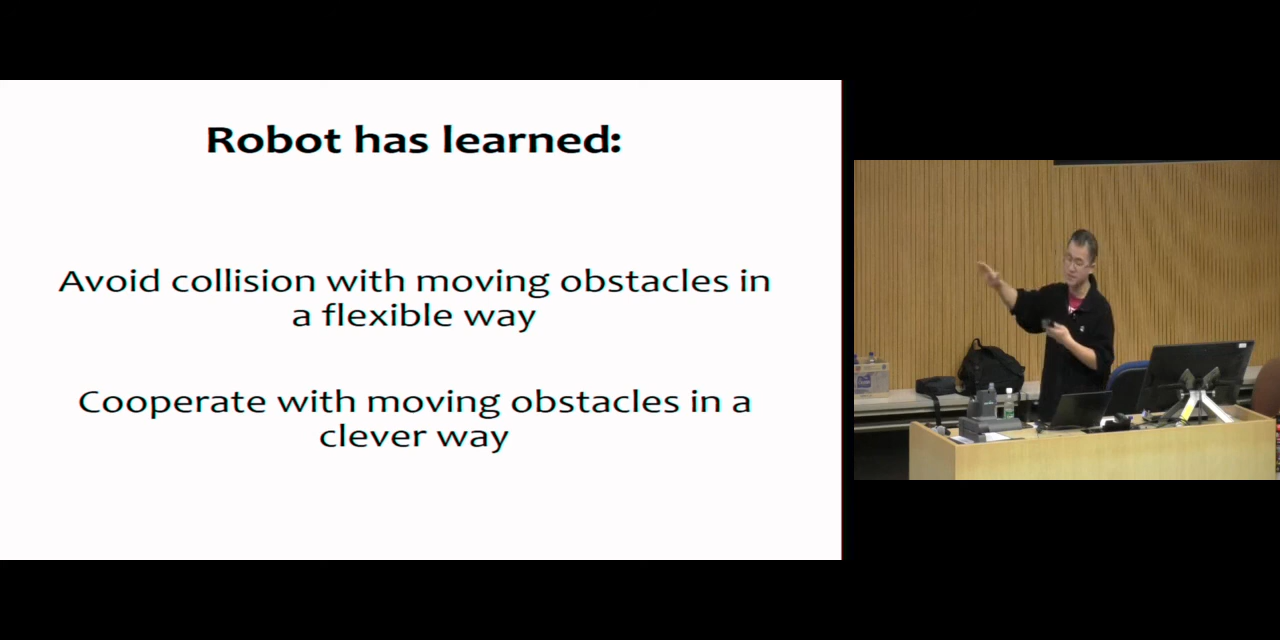 Robot has learned:
Avoid collision with moving obstacles in
a flexible way
Cooperate with moving obstacles in a
clever way